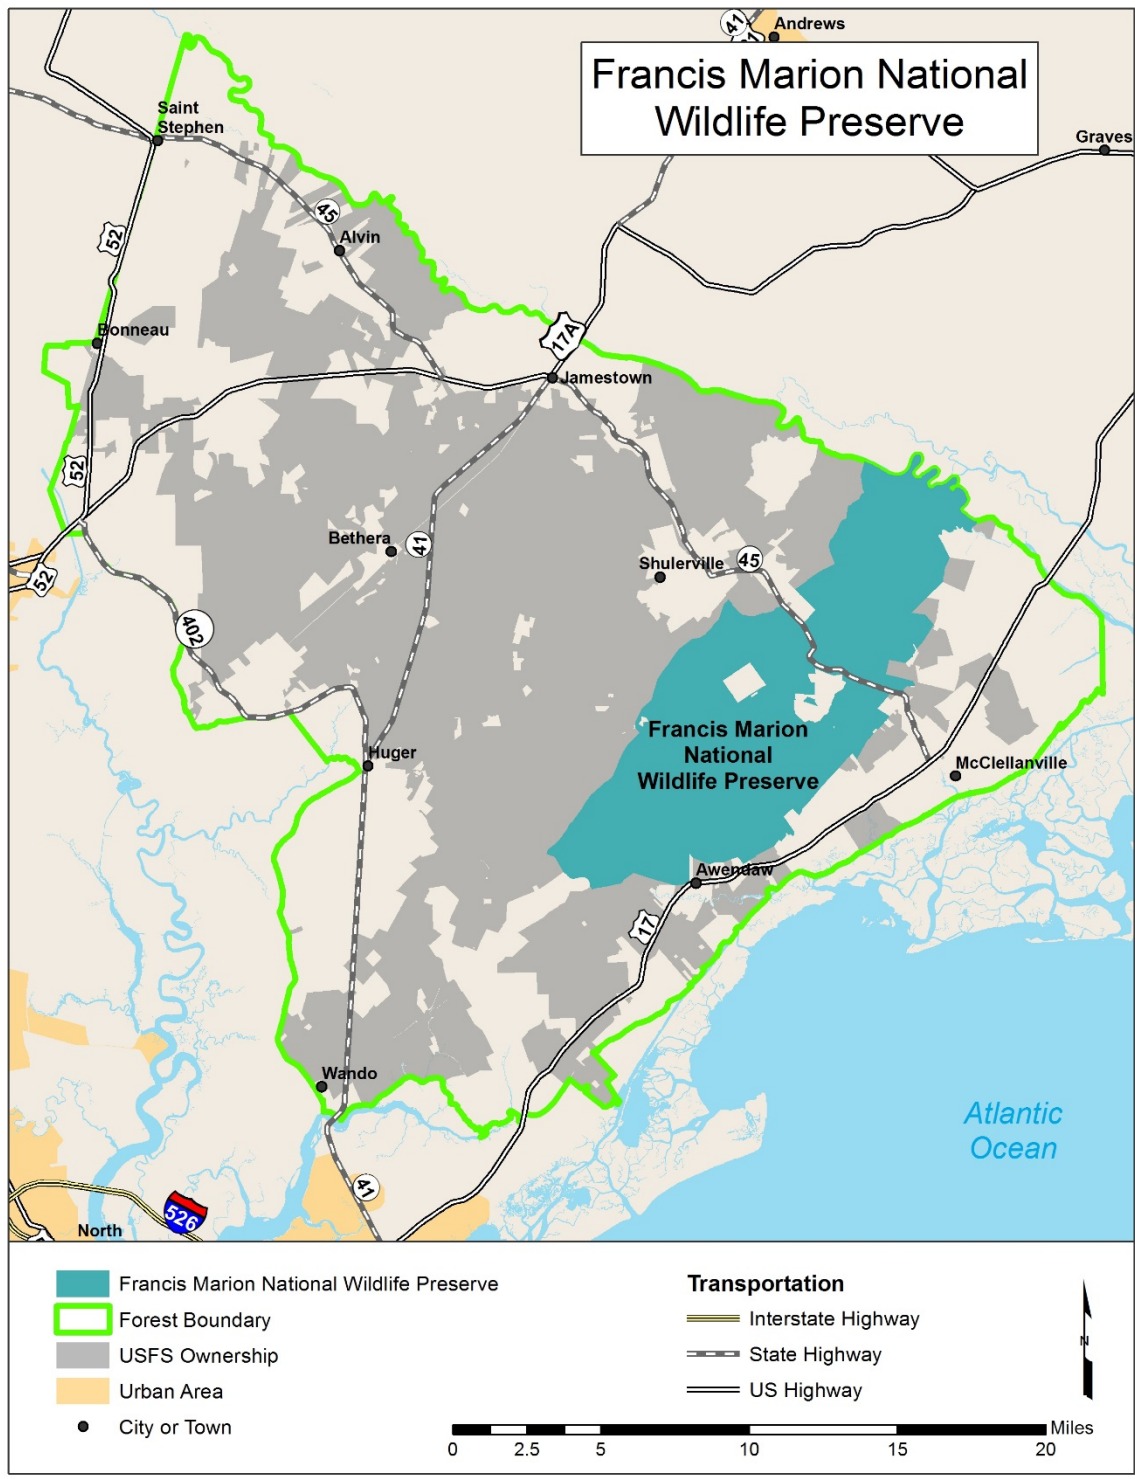 41
Andrews
Francis Marion National
Wildlife Preserve
Graves
Saint
Stephen
45
Alvin
52
Bonneau
17A
Jamestown
52
Bethera
41
Shulerville
45
52
402
Francis Marion
National
Wildlife Preserve
Huger
McClellanville
Awendaw
17
Wando
Atlantic
Ocean
41
526
North
Francis Marion National Wildlife Preserve
Forest Boundary
USFS Ownership
Urban Area
City or Town
Transportation
Interstate Highway
State Highway
US Highway
N
Miles
0 2.5 5 10 15 20